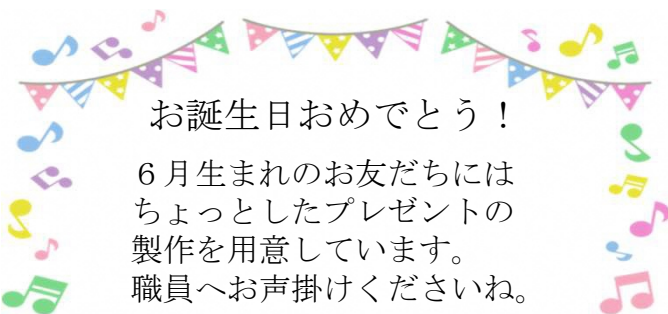 お誕生日おめでとう！
６月生まれのお友だちには
ちょっとしたプレゼントの
製作を用意しています。
職員へお声掛けくださいね。